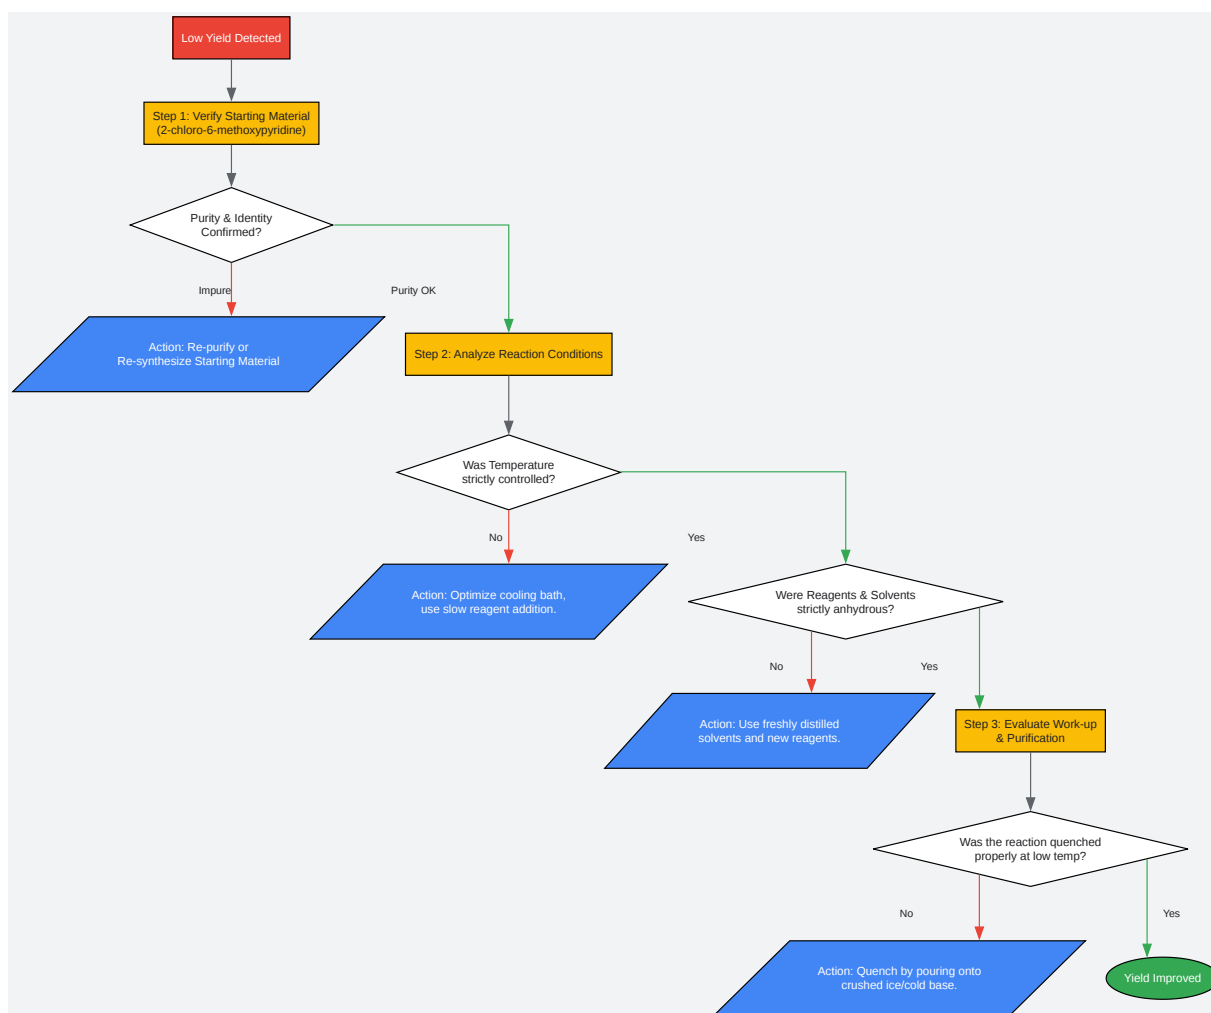 Low Yield Detected
Step 1: Verify Starting Material
(2-chloro-6-methoxypyridine)
Purity & Identity
Confirmed?
Impure
Purity OK
Action: Re-purify or
Re-synthesize Starting Material
Step 2: Analyze Reaction Conditions
Was Temperature
strictly controlled?
No
Yes
Action: Optimize cooling bath,
use slow reagent addition.
Were Reagents & Solvents
strictly anhydrous?
No
Yes
Action: Use freshly distilled
solvents and new reagents.
Step 3: Evaluate Work-up
& Purification
Was the reaction quenched
properly at low temp?
No
Yes
Action: Quench by pouring onto
crushed ice/cold base.
Yield Improved